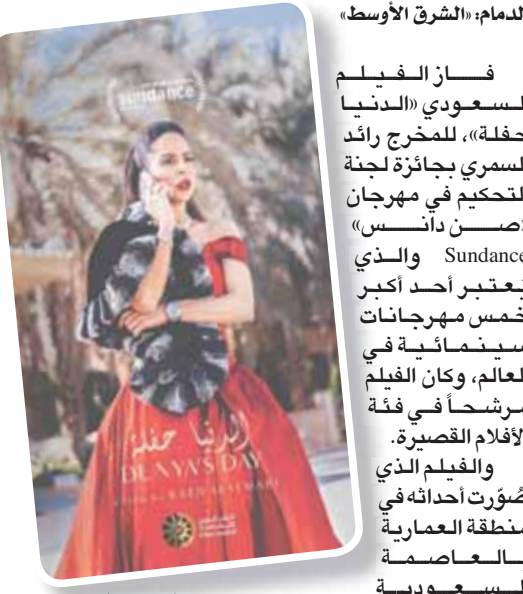 الدمام: «الشرق الأوسط»
فاز الفيلم
السعودي «الدنيا
حفلة»، للمخرج رائد
السمري بجائزة لجنة
التحكيم في مهرجان
«صن دانس»
Sundance والذي
يُعتبر أحد أكبر
خمس مهرجانات
سينمائية في
العالم، وكان الفيلم
مرشحاً في فئة
الأفلام القصيرة.
والفيلم الذي
صُوّرت أحداثه في
منطقة العمارية
بالعاصمة
السعودية
sundance
الدنيا حفلة
DUNYA'S DAY